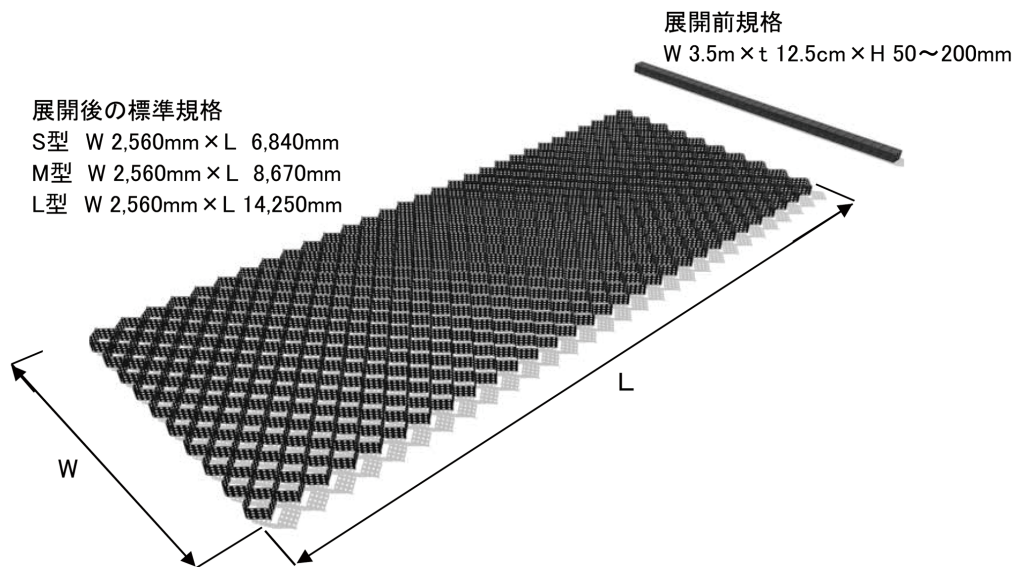 展開前規格
W 3.5m×t 12.5cm×H 50～200mm
展開後の標準規格
S型 W 2,560mm×L 6,840mm
M型 W 2,560mm×L 8,670mm
L型 W 2,560mm×L 14,250mm
L
W